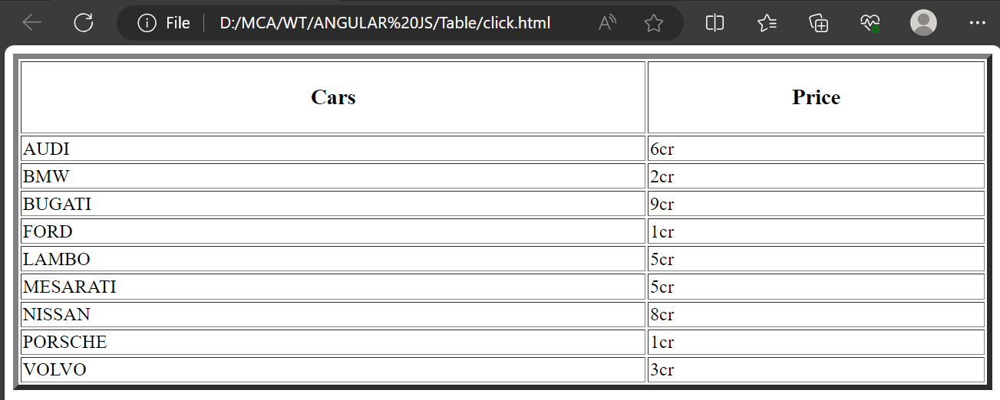 File D:/MCA/WT/ANGULAR%20JS/Table/click.html
Cars Price
AUDI 6cr
BMW 2cr
BUGATI 9cr
FORD 1cr
LAMBO 5cr
MESARATI 5cr
NISSAN 8cr
PORSCHE 1cr
VOLVO 3cr